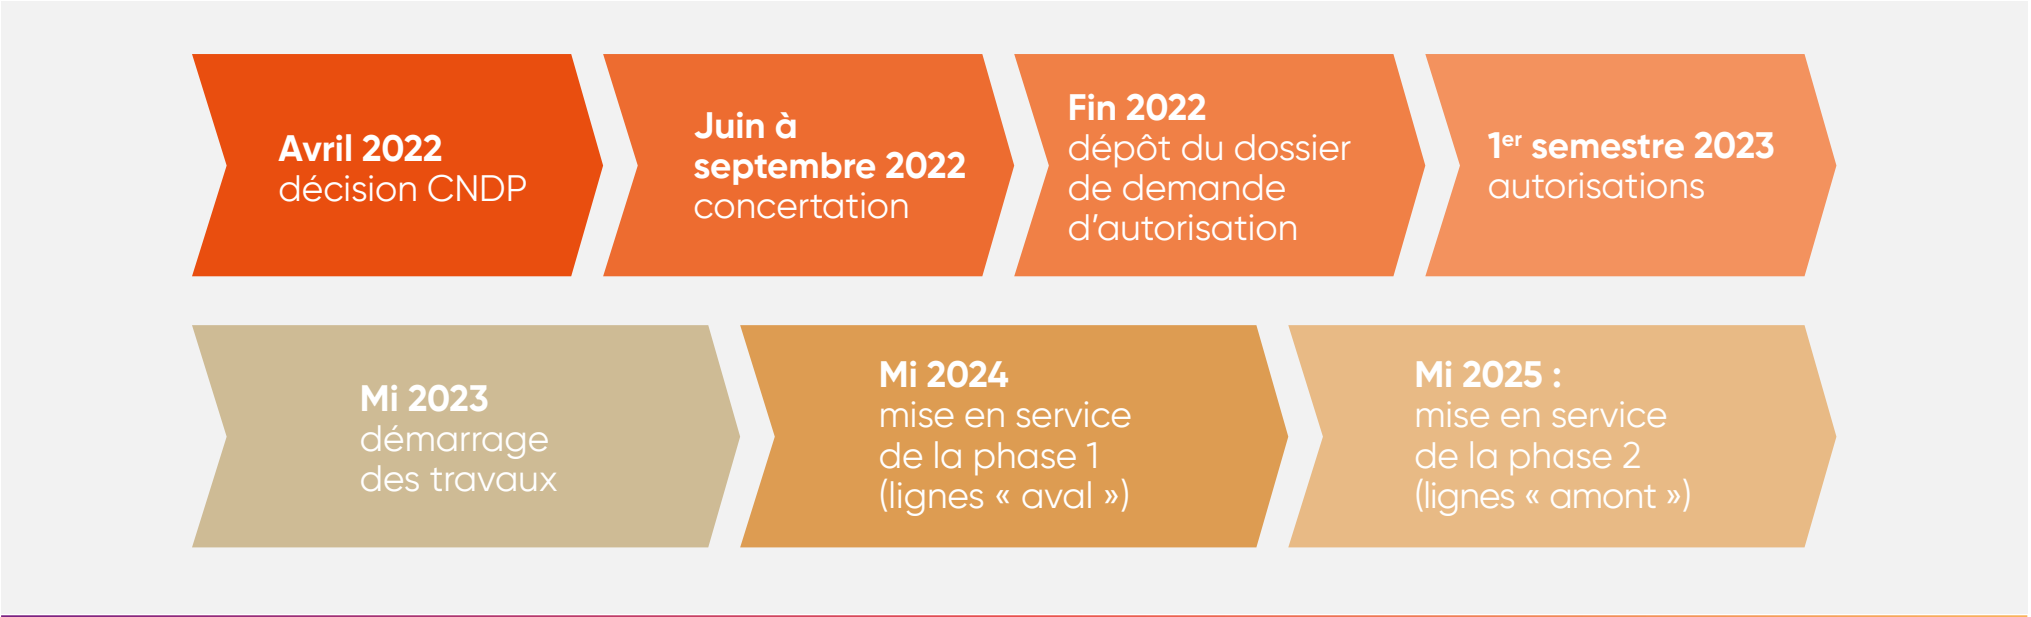 Avril 2022
décision CNDP
Juin à
septembre 2022
concertation
Fin 2022
dépôt du dossier
de demande
d’autorisation
1er semestre 2023
autorisations
Mi 2023
démarrage
des travaux
Mi 2024
mise en service
de la phase 1
(lignes « aval »)
Mi 2025 :
mise en service
de la phase 2
(lignes « amont »)